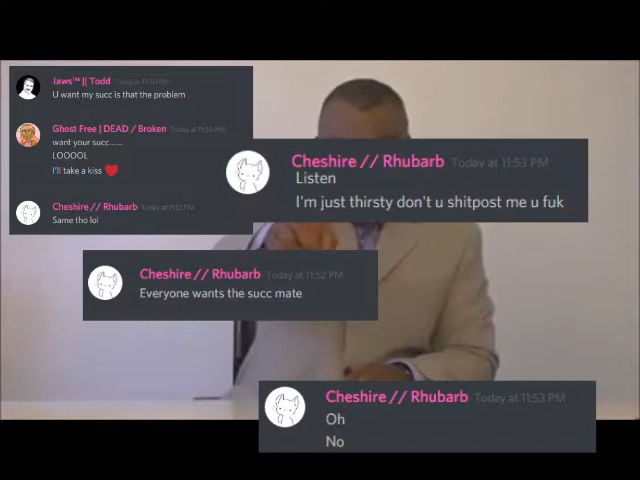 Jaws™ || Todd Today at 11:50 PM
U want my succ is that the problem
Ghost Free | DEAD / Broken Today at 11:50 PM
want your succ......
LOOOOL
I'll take a kiss ❤
Cheshire // Rhubarb Today at 11:51 PM
Same tho lol
Cheshire // Rhubarb Today at 11:53 PM
Listen
I'm just thirsty don't u shitpost me u fuk
Cheshire // Rhubarb Today at 11:52 PM
Everyone wants the succ mate
Cheshire // Rhubarb Today at 11:53 PM
Oh
No